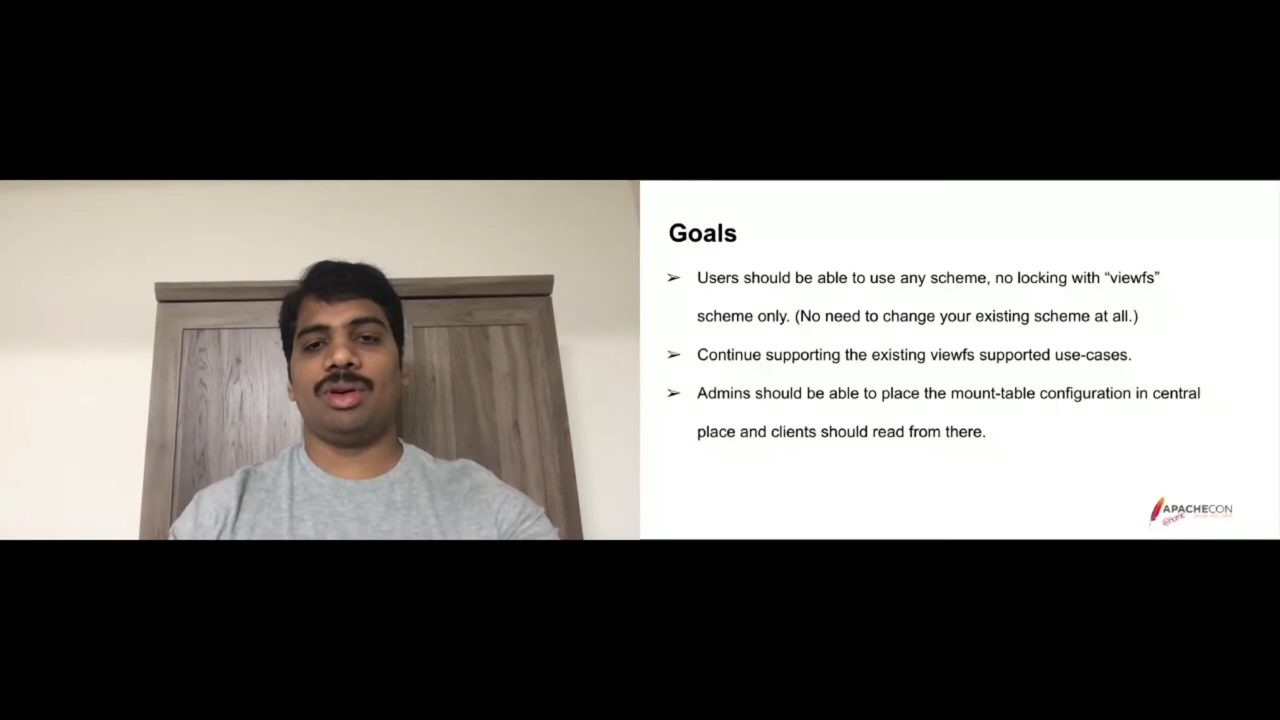 Goals
➢ Users should be able to use any scheme, no locking with “viewfs”
scheme only. (No need to change your existing scheme at all.)
➢ Continue supporting the existing viewfs supported use-cases.
➢ Admins should be able to place the mount-table configuration in central
place and clients should read from there.
APACHECON
@home